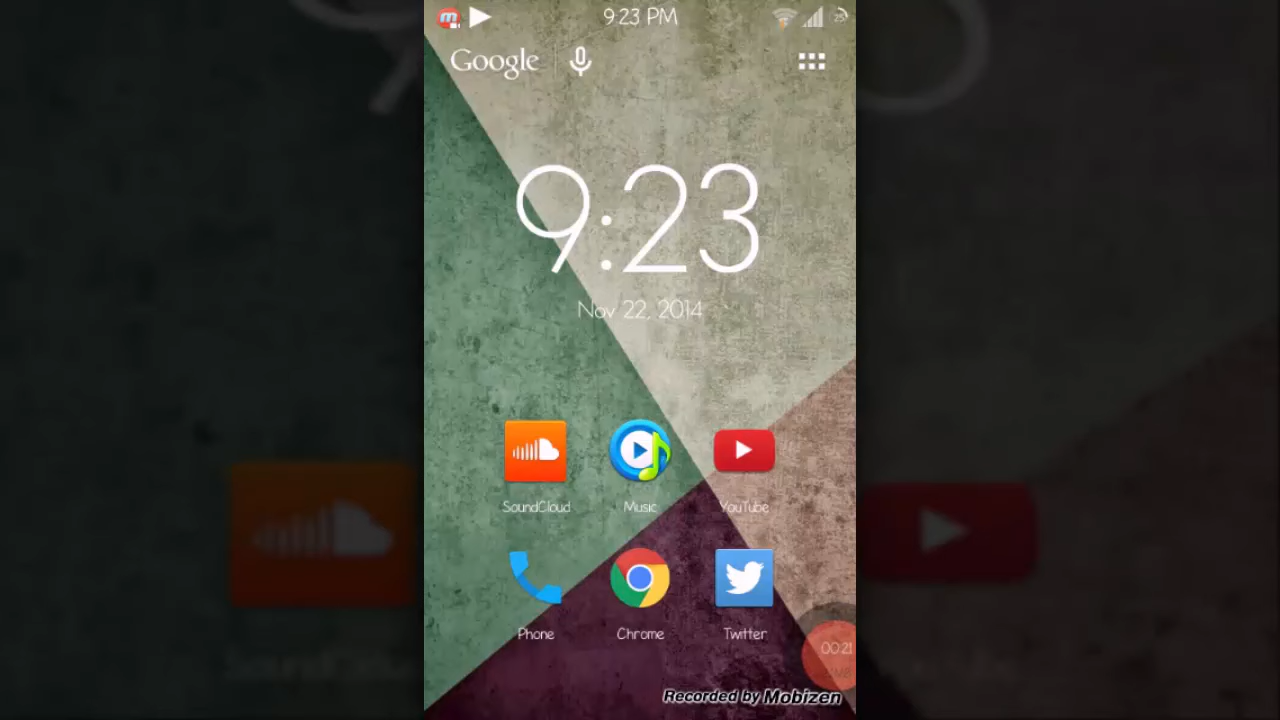 9:23 PM
25
Google
9:23
Nov 22, 2014
SoundCloud
Music
YouTube
Phone
Chrome
Twitter
00:21
Recorded by Mobizen